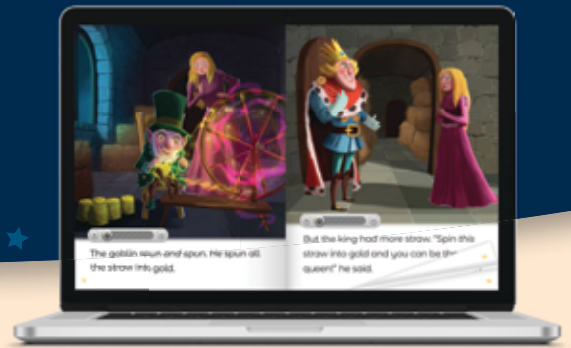 The goblin spun and spun. He spun all
the straw into gold.
But the king had more straw. "Spin this
straw into gold and you can be the
queen!" he said.